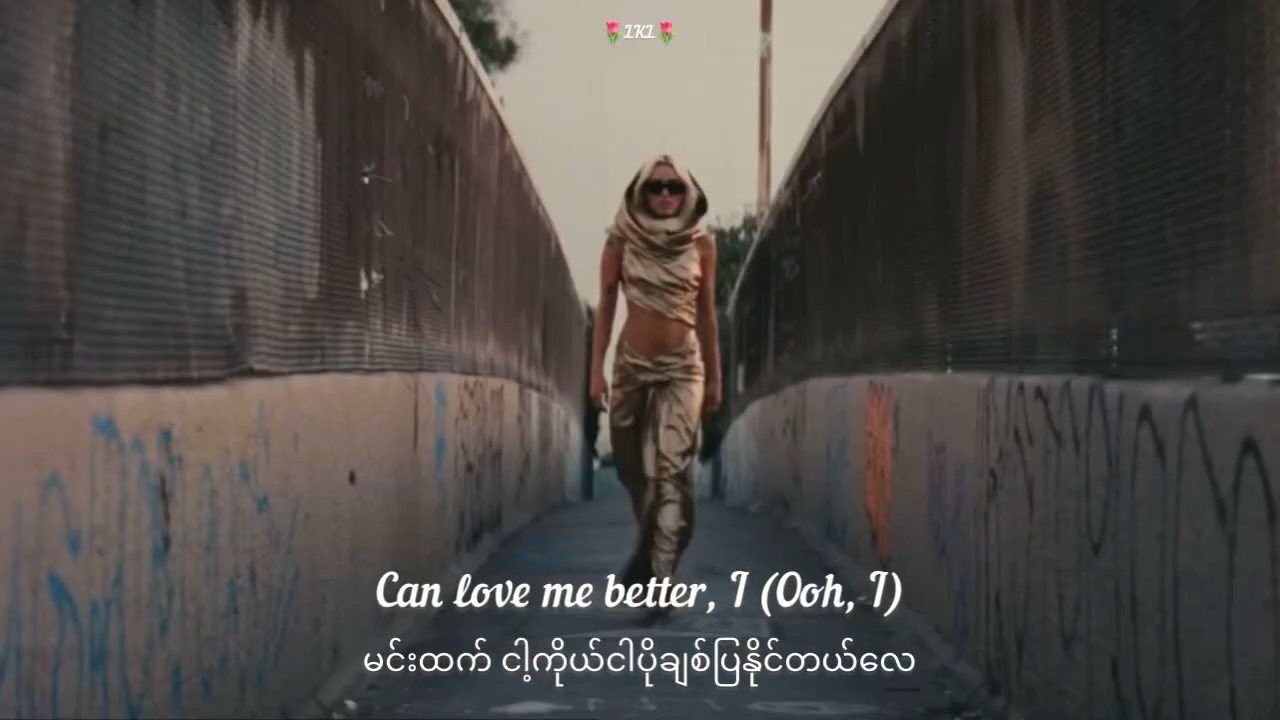 🌷IKI🌷
Can love me better, I (Ooh, I)
မင်းထက် ငါ့ကိုယ်ငါပိုချစ်ပြနိုင်တယ်လေ